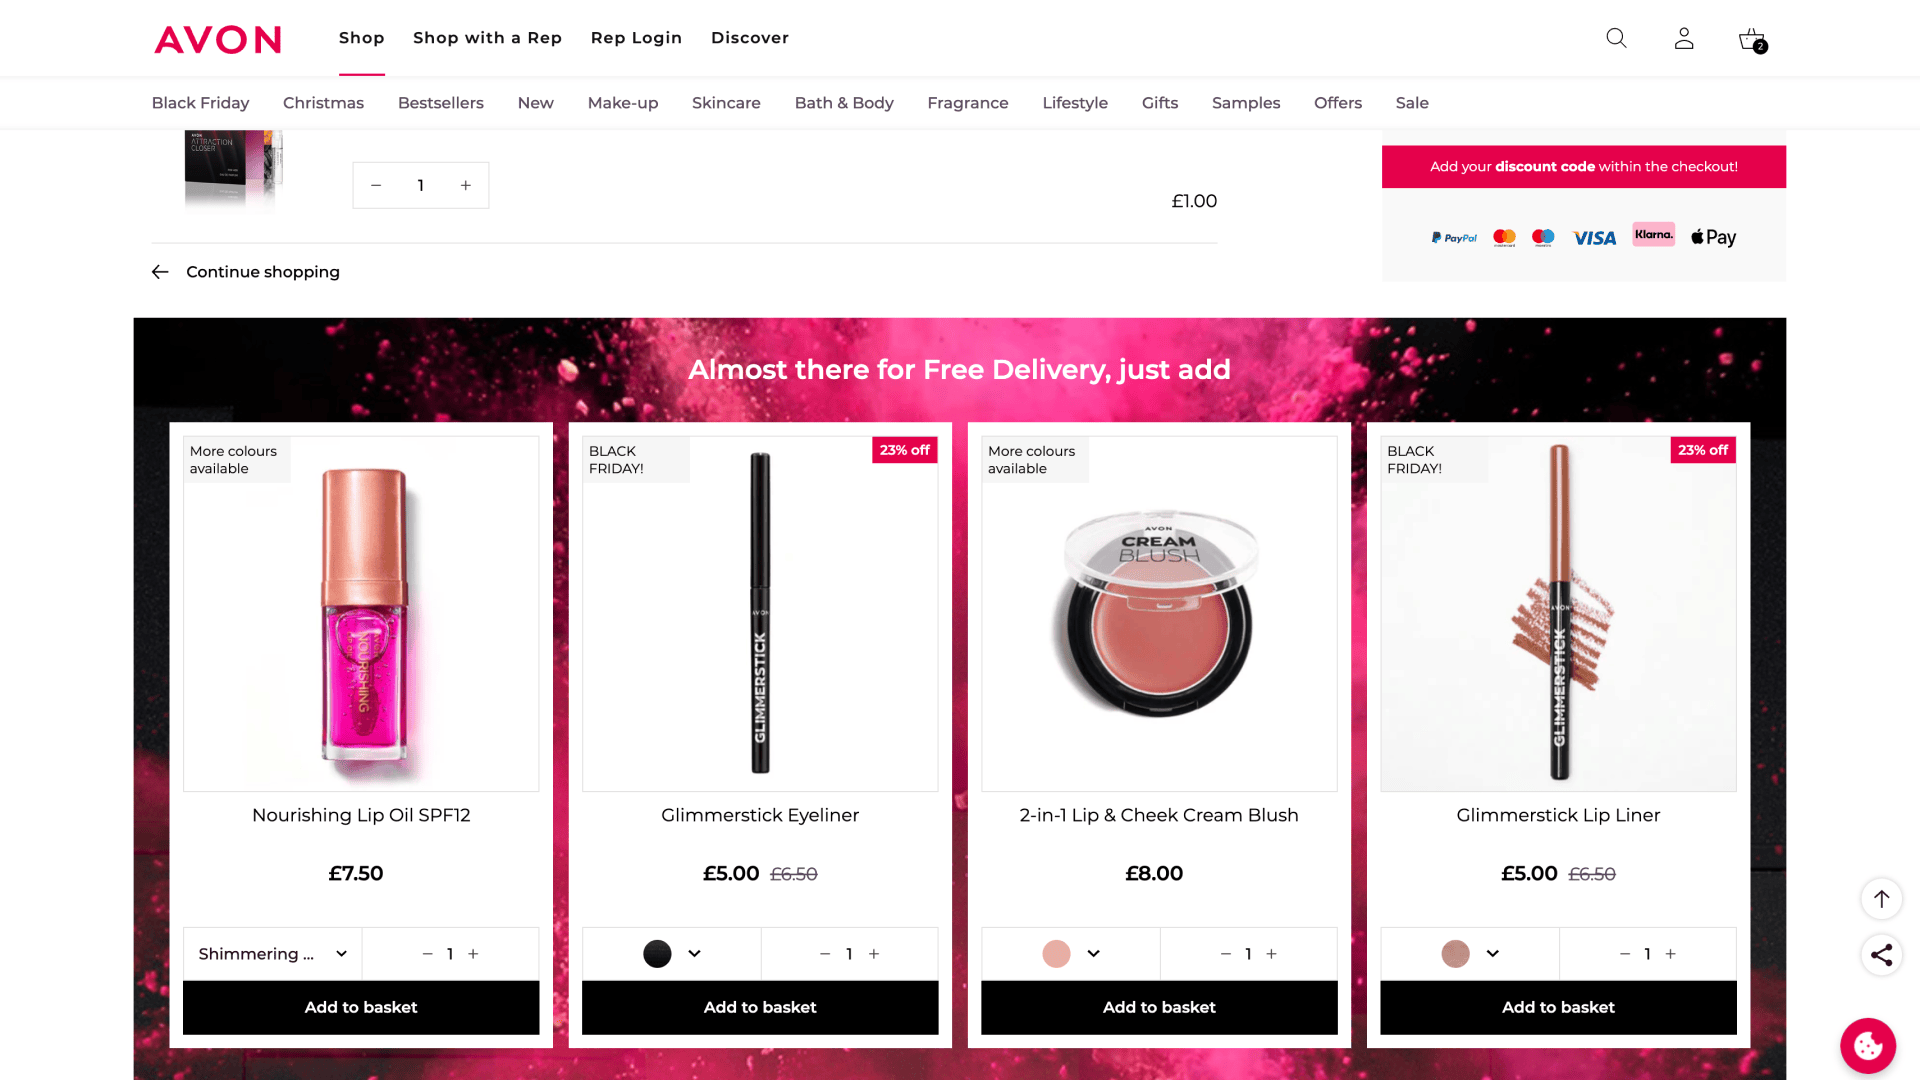 AVON
Shop
Shop with a Rep
Rep Login
Discover
2
Black Friday
Christmas
Bestsellers
New
Make-up
Skincare
Bath & Body
Fragrance
Lifestyle
Gifts
Samples
Offers
Sale
AVON
ATTRACTION
CLOSER
− 1 +
£1.00
Add your discount code within the checkout!
PayPal
VISA
Klarna.
Pay
Continue shopping
Almost there for Free Delivery, just add
More colours
available
NOURISHING
Nourishing Lip Oil SPF12
£7.50
Shimmering ...
− 1 +
Add to basket
BLACK
FRIDAY!
23% off
AVON
GLIMMERSTICK
Glimmerstick Eyeliner
£5.00 £6.50
− 1 +
Add to basket
More colours
available
AVON
CREAM
BLUSH
2-in-1 Lip & Cheek Cream Blush
£8.00
− 1 +
Add to basket
BLACK
FRIDAY!
23% off
AVON
GLIMMERSTICK
Glimmerstick Lip Liner
£5.00 £6.50
− 1 +
Add to basket